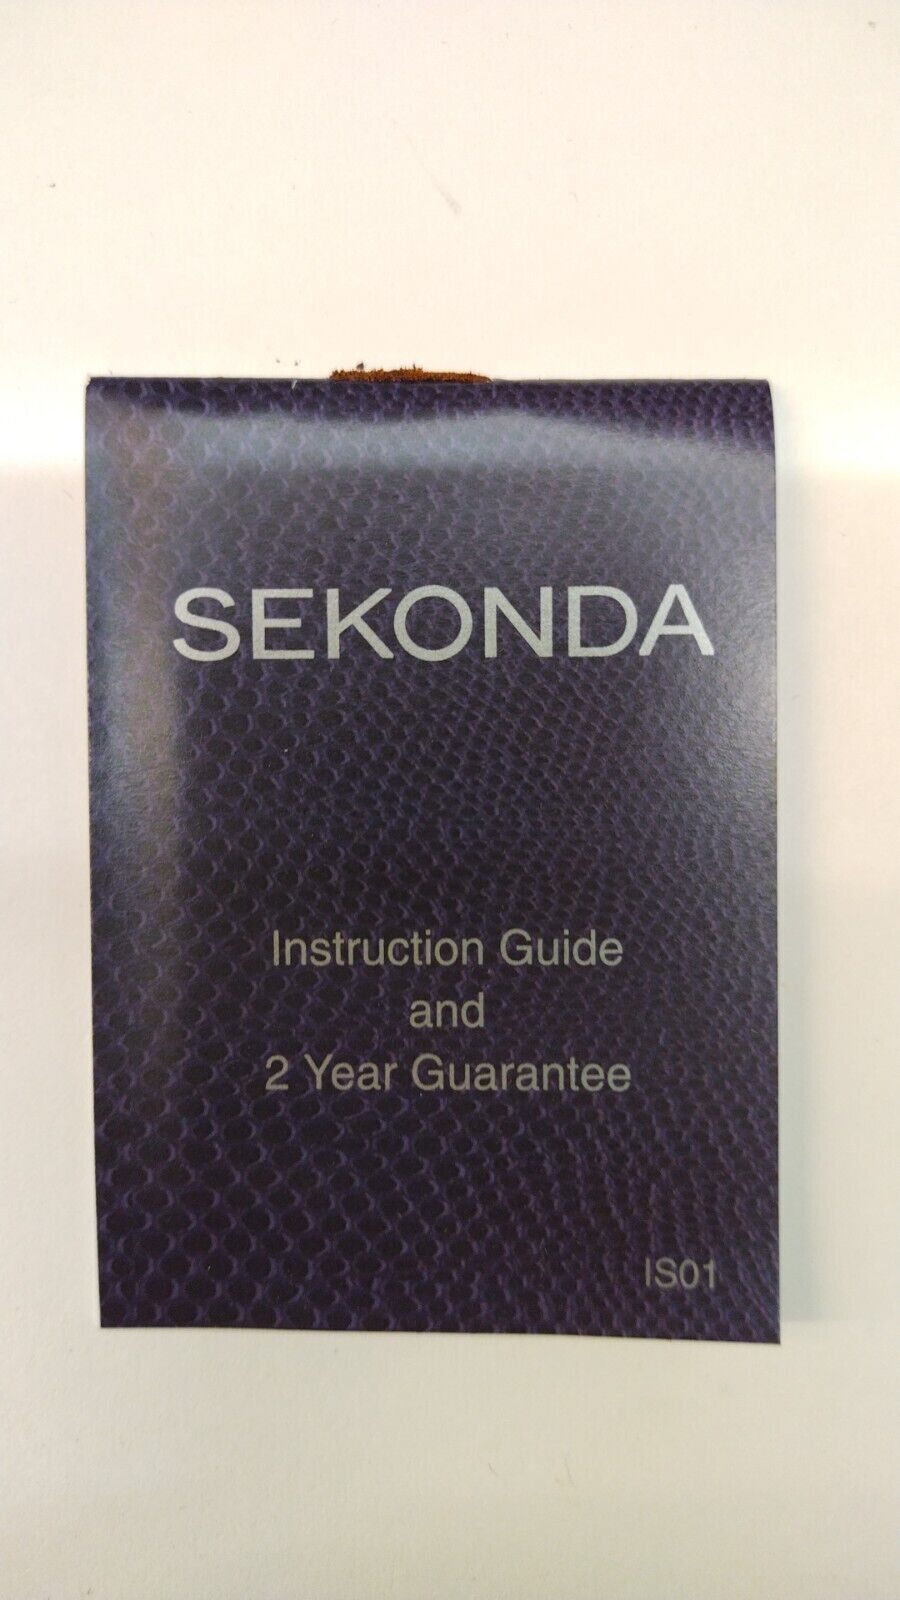 SEKONDA
Instruction Guide
and
2 Year Guarantee
IS01